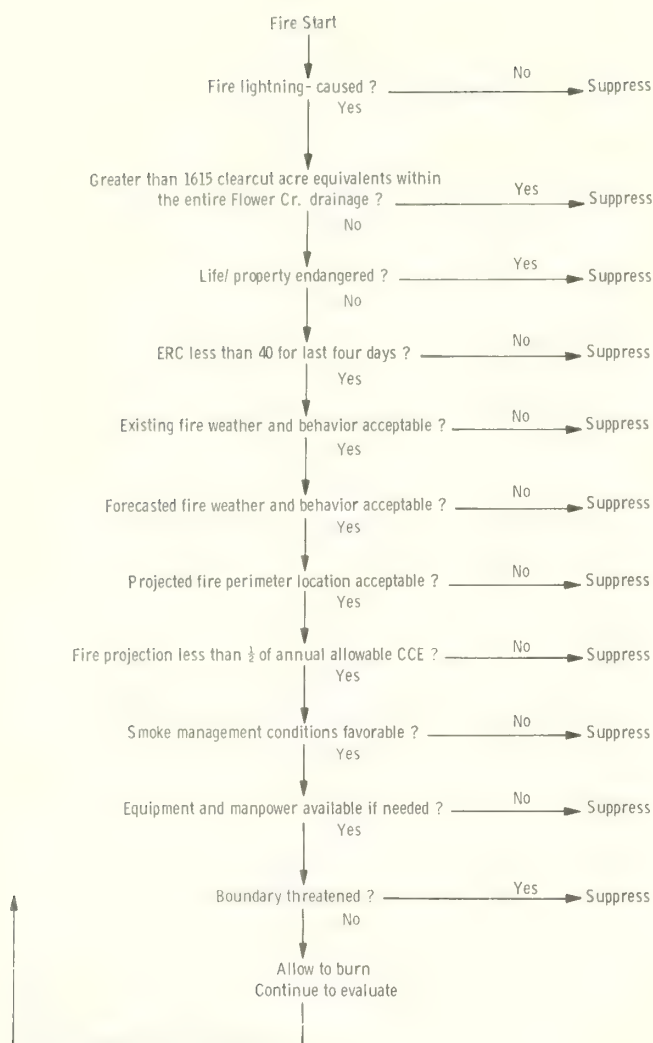 Fire Start
Fire lightning- caused ? No Suppress
Yes
Greater than 1615 clearcut acre equivalents within
the entire Flower Cr. drainage ? Yes Suppress
No
Life/ property endangered ? Yes Suppress
No
ERC less than 40 for last four days ? No Suppress
Yes
Existing fire weather and behavior acceptable ? No Suppress
Yes
Forecasted fire weather and behavior acceptable ? No Suppress
Yes
Projected fire perimeter location acceptable ? No Suppress
Yes
Fire projection less than ½ of annual allowable CCE ? No Suppress
Yes
Smoke management conditions favorable ? No Suppress
Yes
Equipment and manpower available if needed ? No Suppress
Yes
Boundary threatened ? Yes Suppress
No
Allow to burn
Continue to evaluate